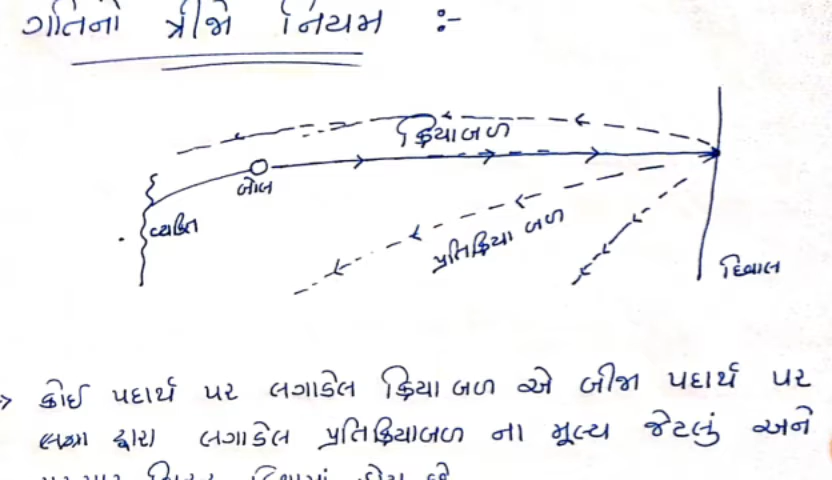 ગતિનો ત્રીજો નિયમ :-
ક્રિયાબળ
બોલ
વ્યક્તિ
પ્રતિક્રિયા બળ
દિવાલ
કોઈ પદાર્થ પર લગાડેલ ક્રિયાબળ એ બીજા પદાર્થ પર
દ્વારા લગાડેલ પ્રતિક્રિયાબળ ના મૂલ્ય જેટલું અને